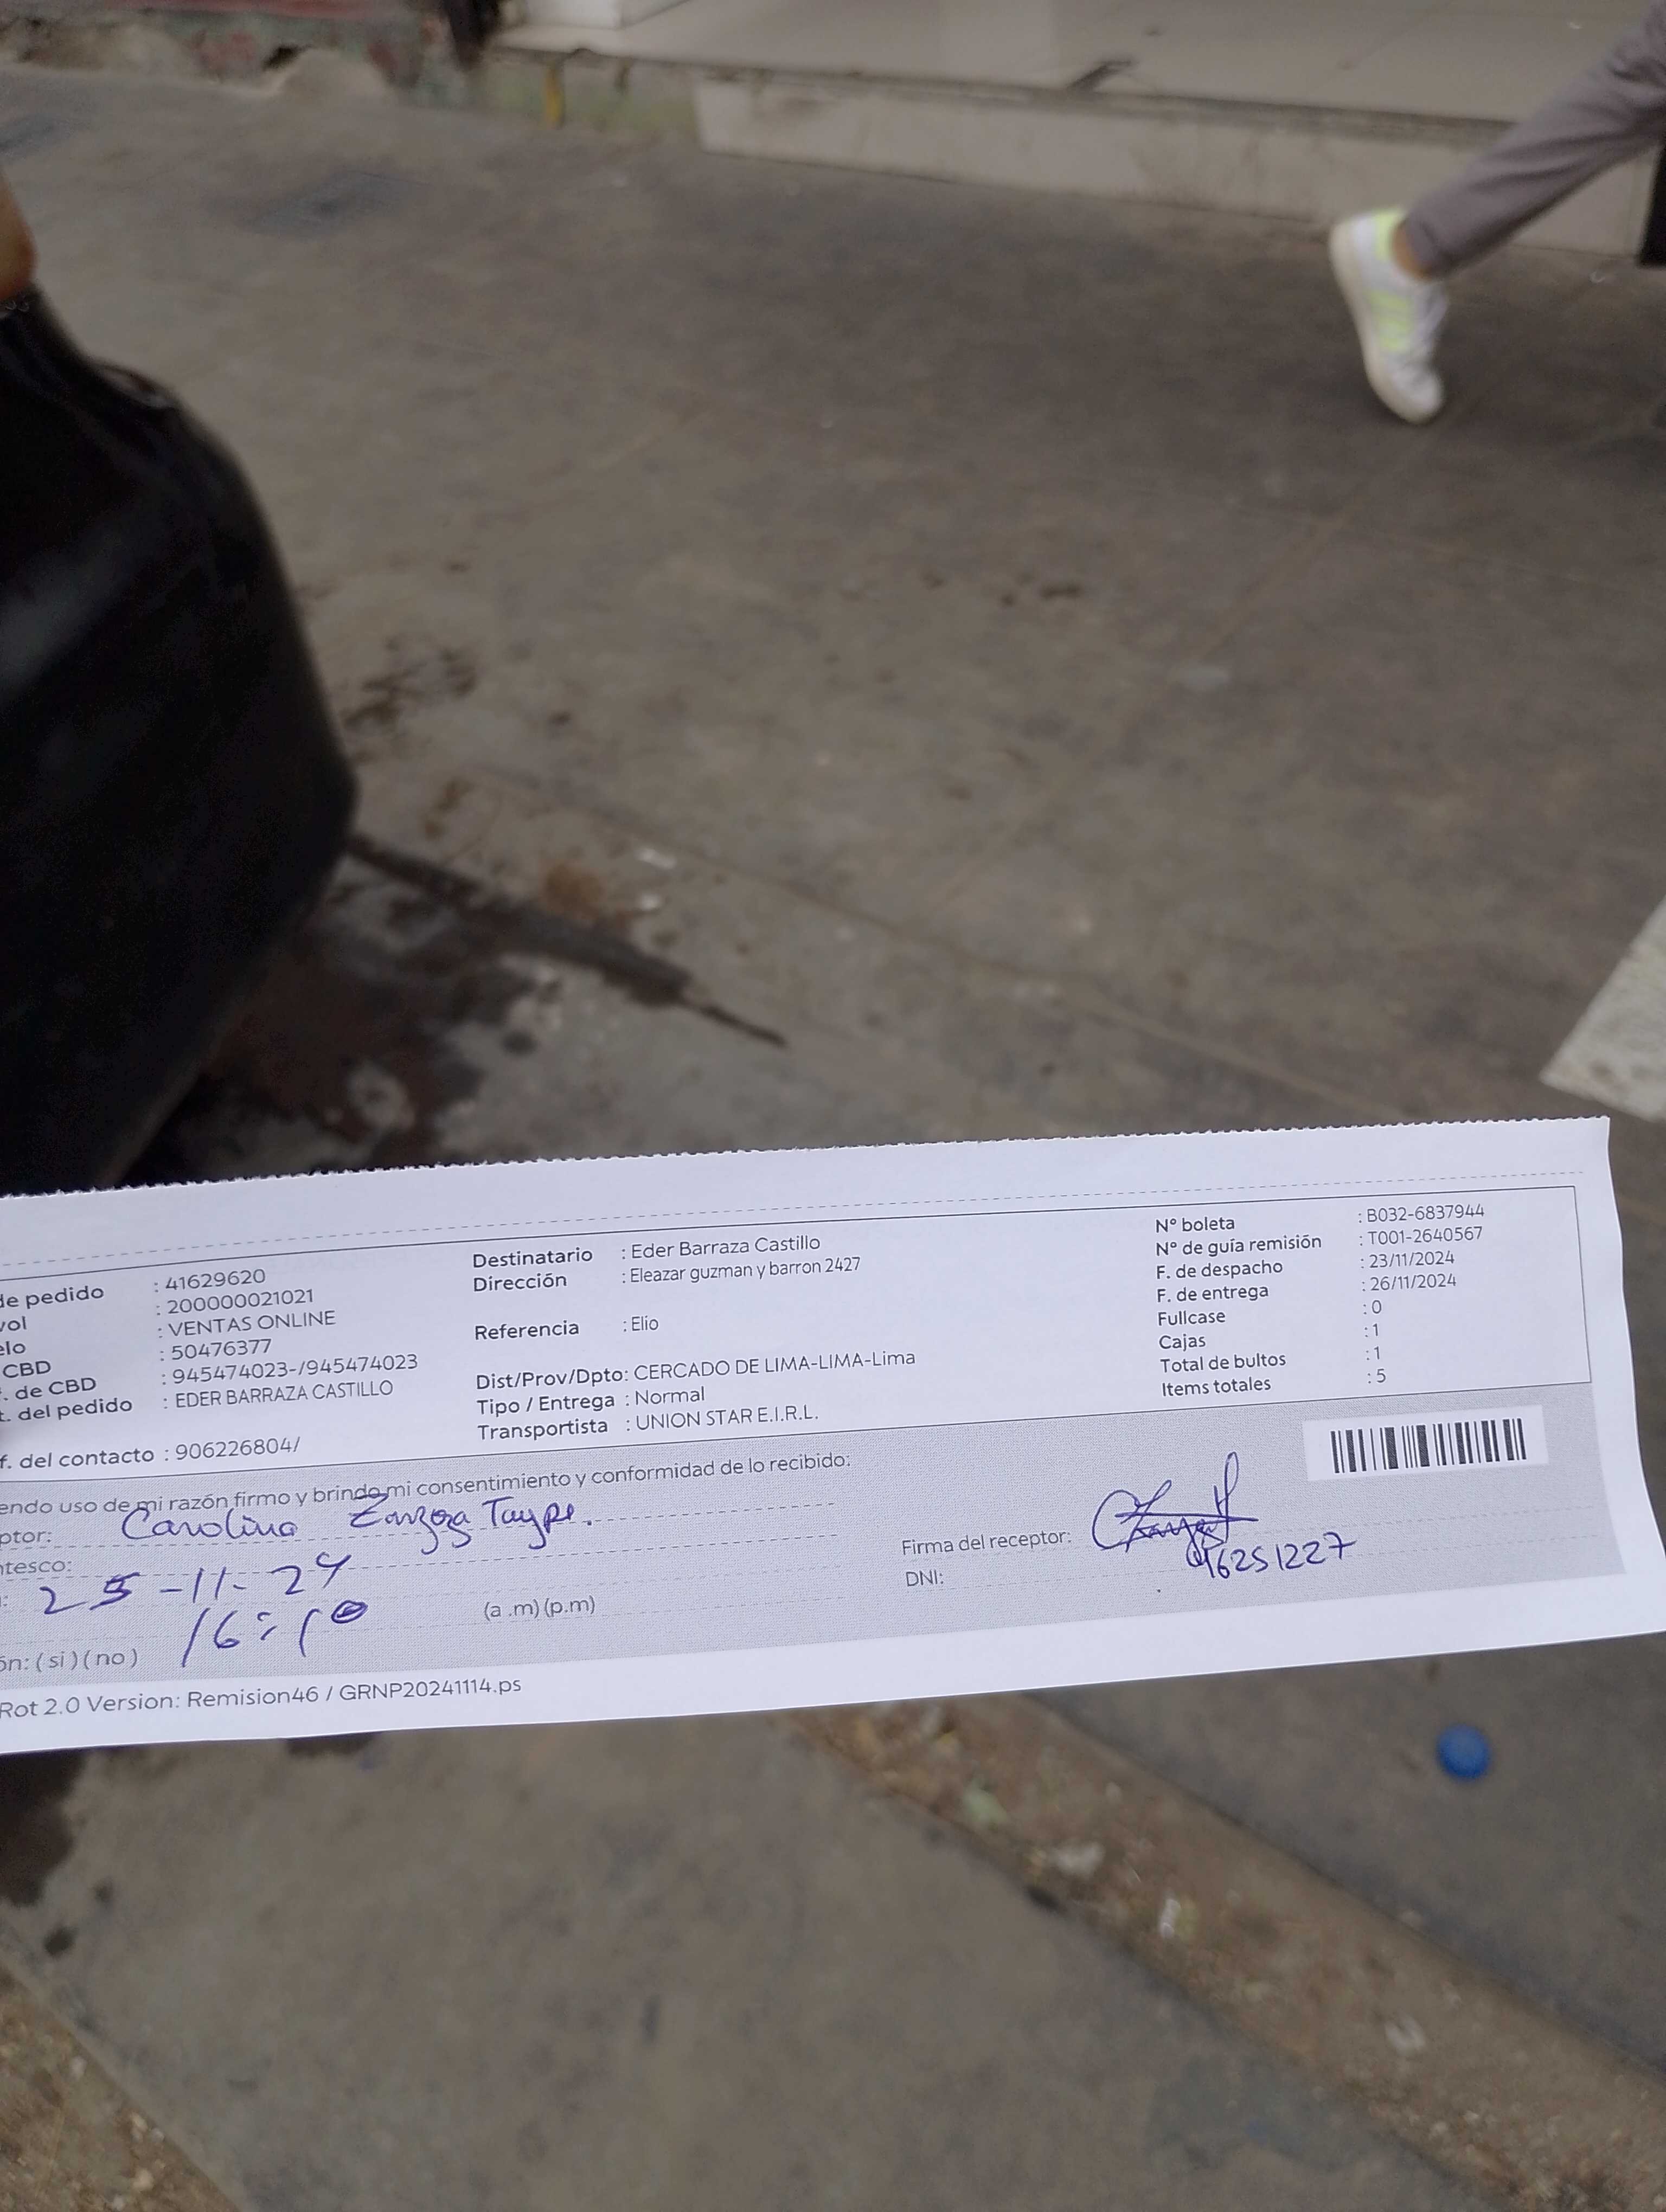 de pedido : 41629620
vol : 200000021021
elo : VENTAS ONLINE
CBD : 50476377
. de CBD : 945474023-/945474023
t. del pedido : EDER BARRAZA CASTILLO
f. del contacto : 906226804/
Destinatario : Eder Barraza Castillo
Dirección : Eleazar guzman y barron 2427
Referencia : Elio
Dist/Prov/Dpto: CERCADO DE LIMA-LIMA-Lima
Tipo / Entrega : Normal
Transportista : UNION STAR E.I.R.L.
N° boleta : B032-6837944
N° de guía remisión : T001-2640567
F. de despacho : 23/11/2024
F. de entrega : 26/11/2024
Fullcase : 0
Cajas : 1
Total de bultos : 1
Items totales : 5
endo uso de mi razón firmo y brindo mi consentimiento y conformidad de lo recibido:
ptor: Carolina Taype.
ntesco:
: 25-11-24
16:10 (a .m) (p.m)
ón: ( si ) ( no )
Firma del receptor:
DNI: 46251227
Rot 2.0 Version: Remision46 / GRNP20241114.ps